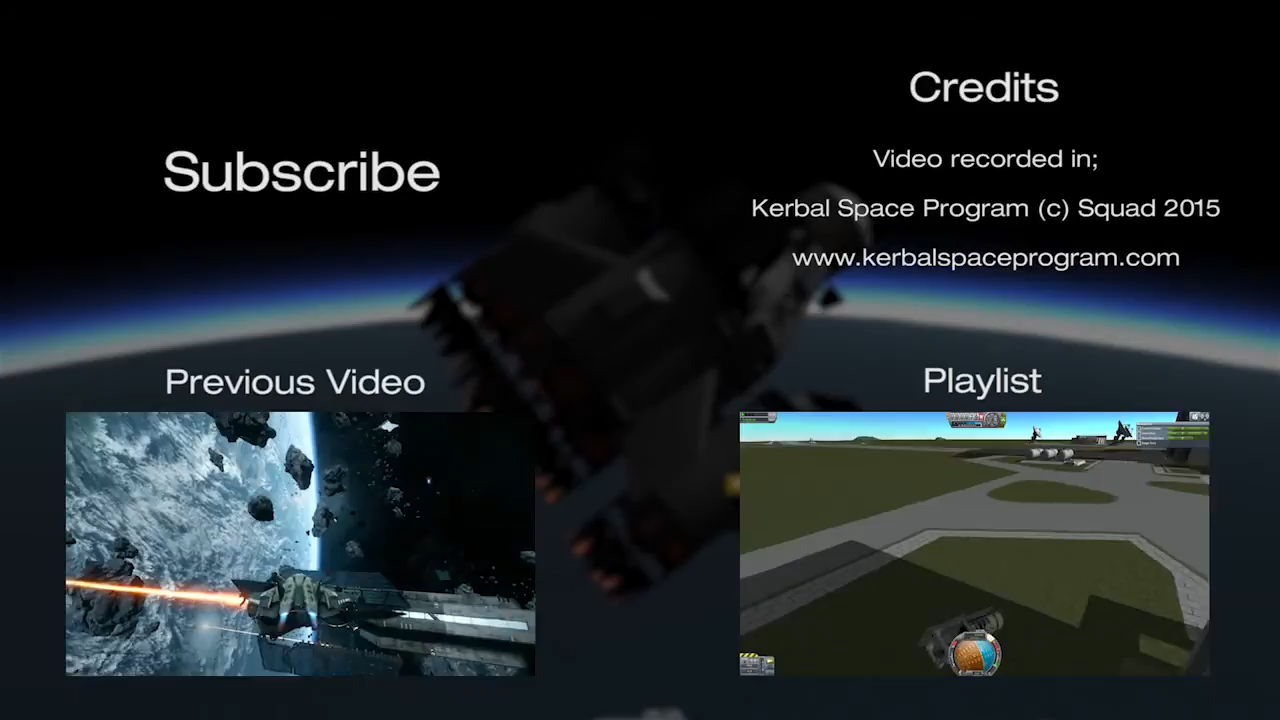 Subscribe
Credits
Video recorded in;
Kerbal Space Program (c) Squad 2015
www.kerbalspaceprogram.com
Previous Video
Playlist